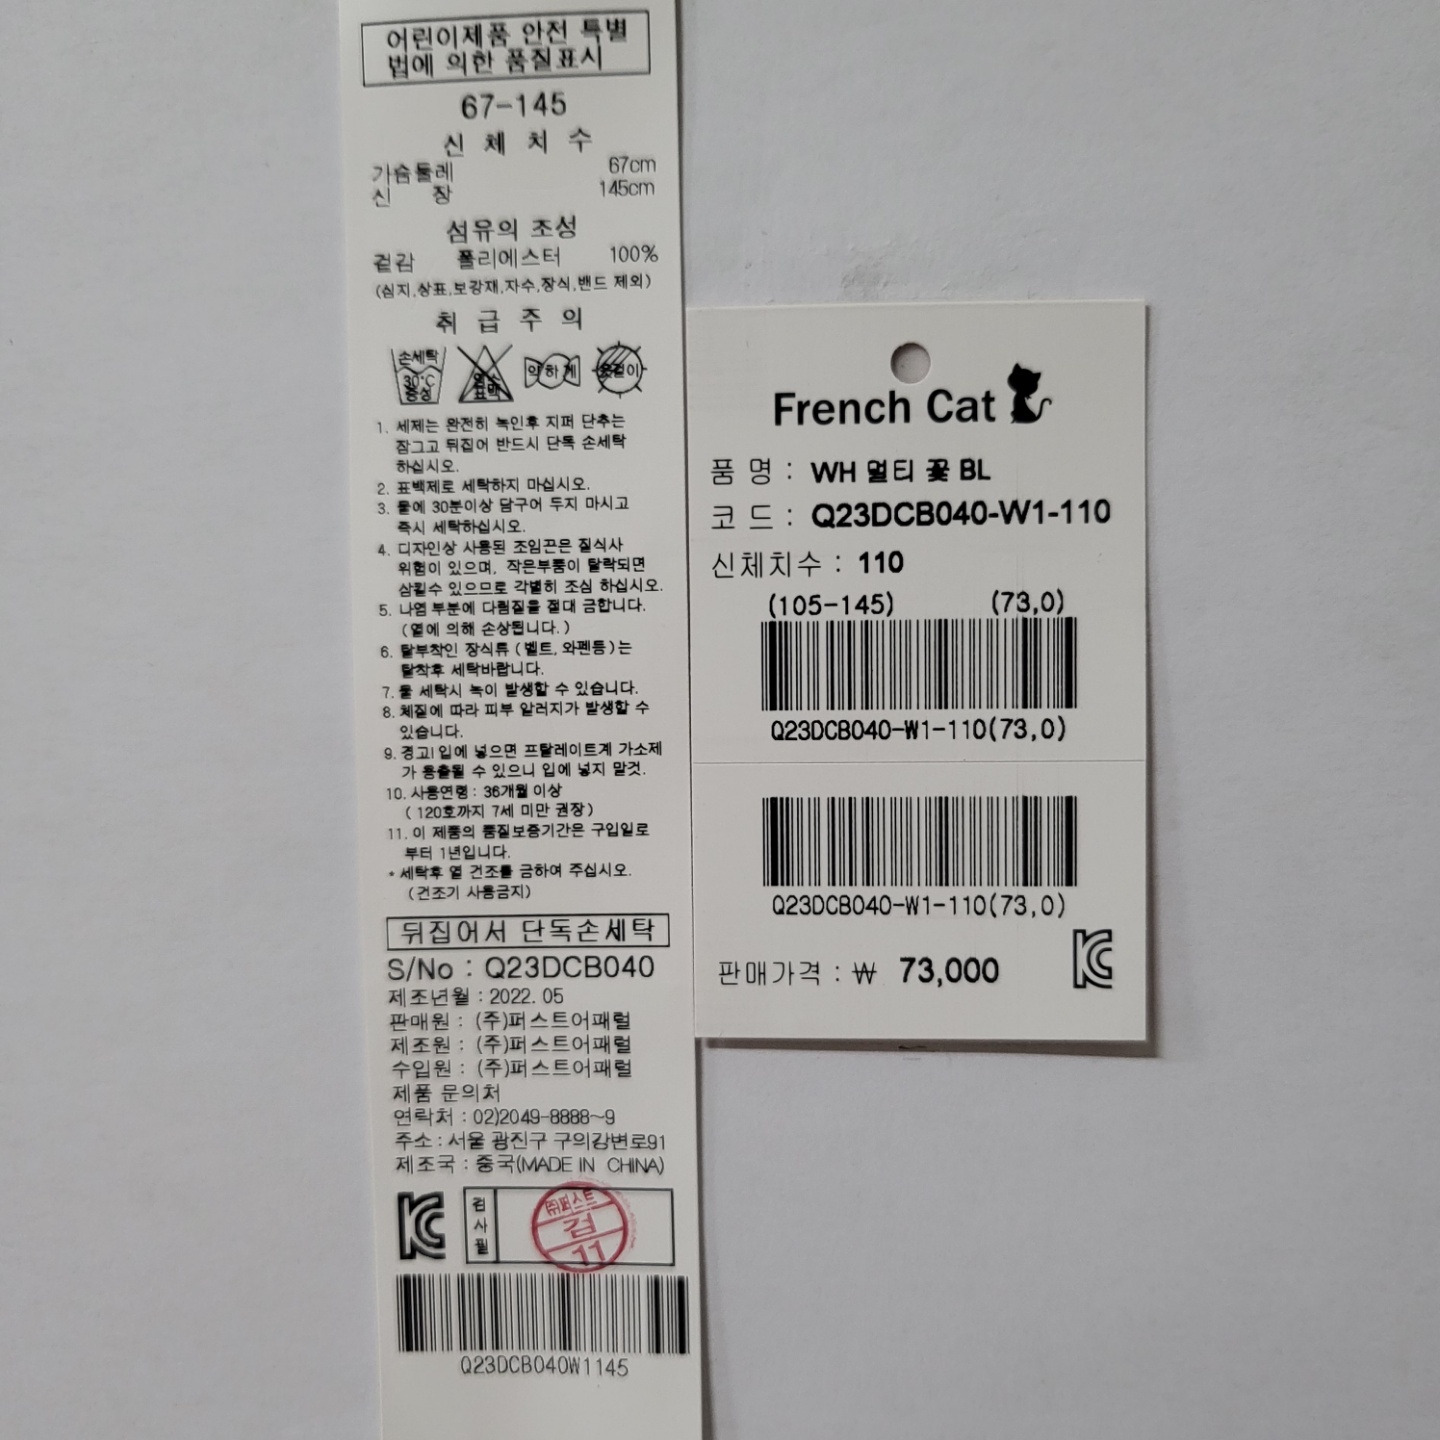 어린이제품 안전 특별
법에 의한 품질표시
67-145
신 체 치 수
가슴둘레 67cm
신 장 145cm
섬유의 조성
겉감 폴리에스터 100%
(심지,상표,보강재,자수,장식,밴드 제외)
취 급 주 의
손세탁
30°C
중성
염소
표백
약하게
옷걸이
1. 세제는 완전히 녹인후 지퍼 단추는
잠그고 뒤집어 반드시 단독 손세탁
하십시오.
2. 표백제로 세탁하지 마십시오.
3. 물에 30분이상 담구어 두지 마시고
즉시 세탁하십시오.
4. 디자인상 사용된 조임끈은 질식사
위험이 있으며, 작은부품이 탈락되면
삼킬수 있으므로 각별히 조심 하십시오.
5. 나염 부분에 다림질을 절대 금합니다.
(열에 의해 손상됩니다.)
6. 탈부착인 장식류 (벨트, 와펜등)는
탈착후 세탁바랍니다.
7. 물 세탁시 녹이 발생할 수 있습니다.
8. 체질에 따라 피부 알러지가 발생할 수
있습니다.
9. 경고! 입에 넣으면 프탈레이트계 가소제
가 용출될 수 있으니 입에 넣지 말것.
10. 사용연령 : 36개월 이상
( 120호까지 7세 미만 권장)
11. 이 제품의 품질보증기간은 구입일로
부터 1년입니다.
* 세탁후 열 건조를 금하여 주십시오.
(건조기 사용금지)
뒤집어서 단독손세탁
S/No : Q23DCB040
제조년월 : 2022. 05
판매원 : (주)퍼스트어패럴
제조원 : (주)퍼스트어패럴
수입원 : (주)퍼스트어패럴
제품 문의처
연락처 : 02)2049-8888~9
주소 : 서울 광진구 구의강변로91
제조국 : 중국(MADE IN CHINA)
KC
검사필
㈜퍼스트
검
11
Q23DCB040W1145
French Cat
품 명 : WH 멀티 꽃 BL
코 드 : Q23DCB040-W1-110
신체치수 : 110
(105-145) (73,0)
Q23DCB040-W1-110(73,0)
Q23DCB040-W1-110(73,0)
판매가격 : ₩ 73,000
KC